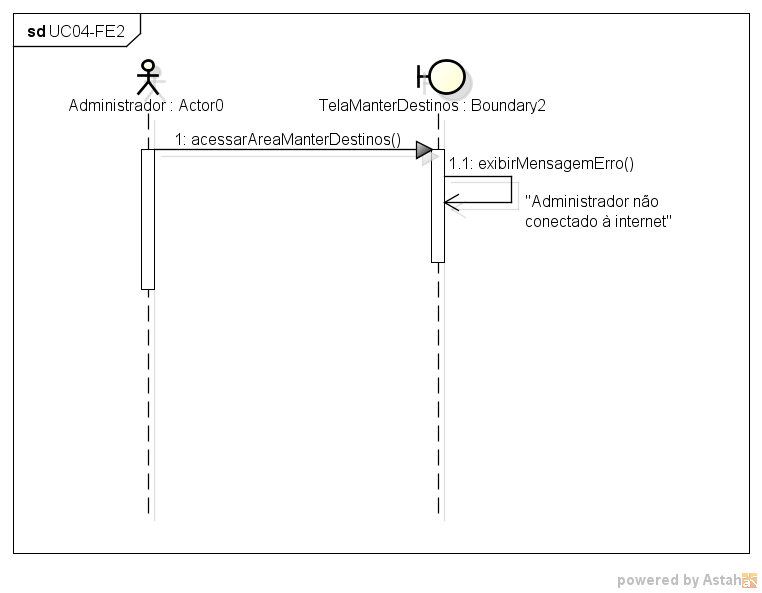 sd UC04-FE2
Administrador : Actor0
TelaManterDestinos : Boundary2
1: acessarAreaManterDestinos()
1.1: exibirMensagemErro()
"Administrador não
conectado à internet"
powered by Astah